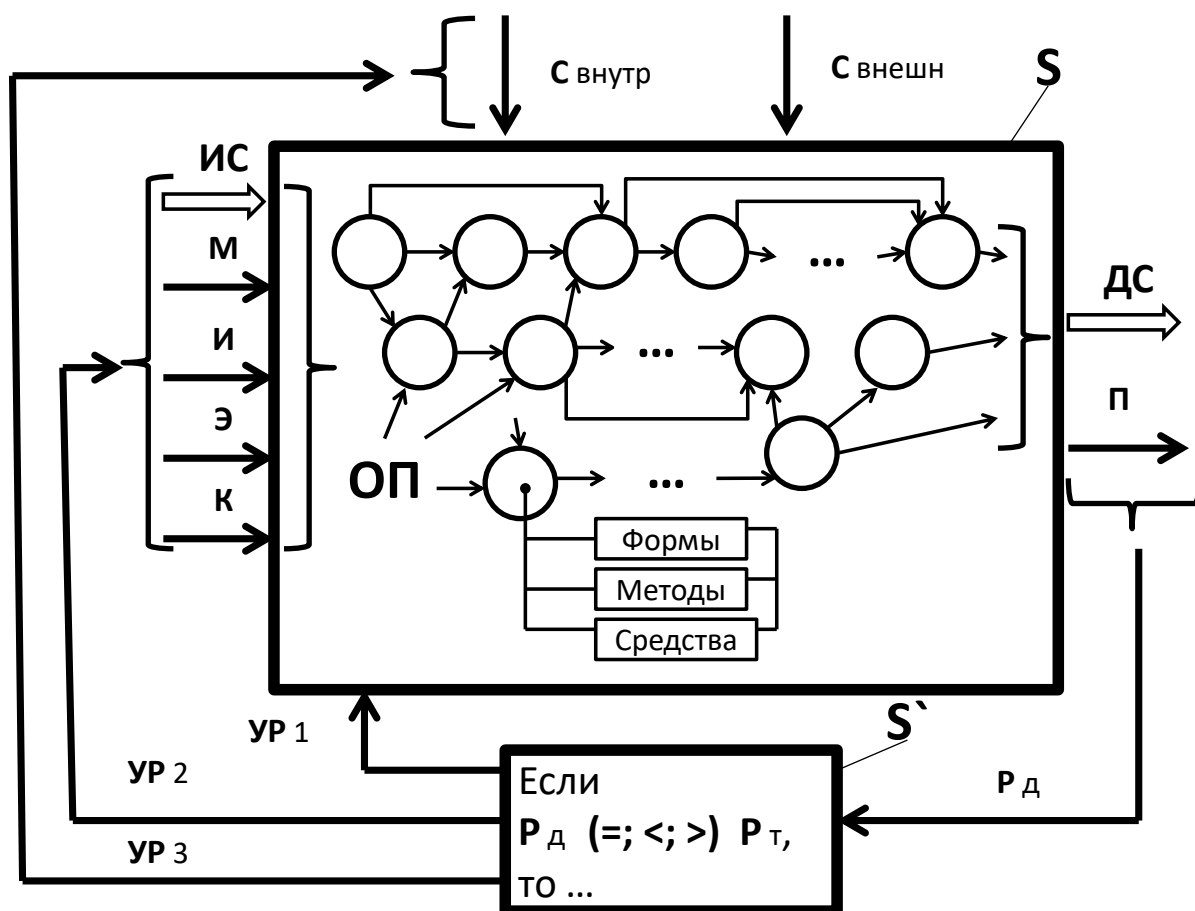 С внутр
С внешн
S
ИС
М
И
Э
К
...
ДС
...
П
ОП
...
Формы
Методы
Средства
УР 1
S`
УР 2
Р д
УР 3
Если
Р д (=; <; >) Р т,
то ...